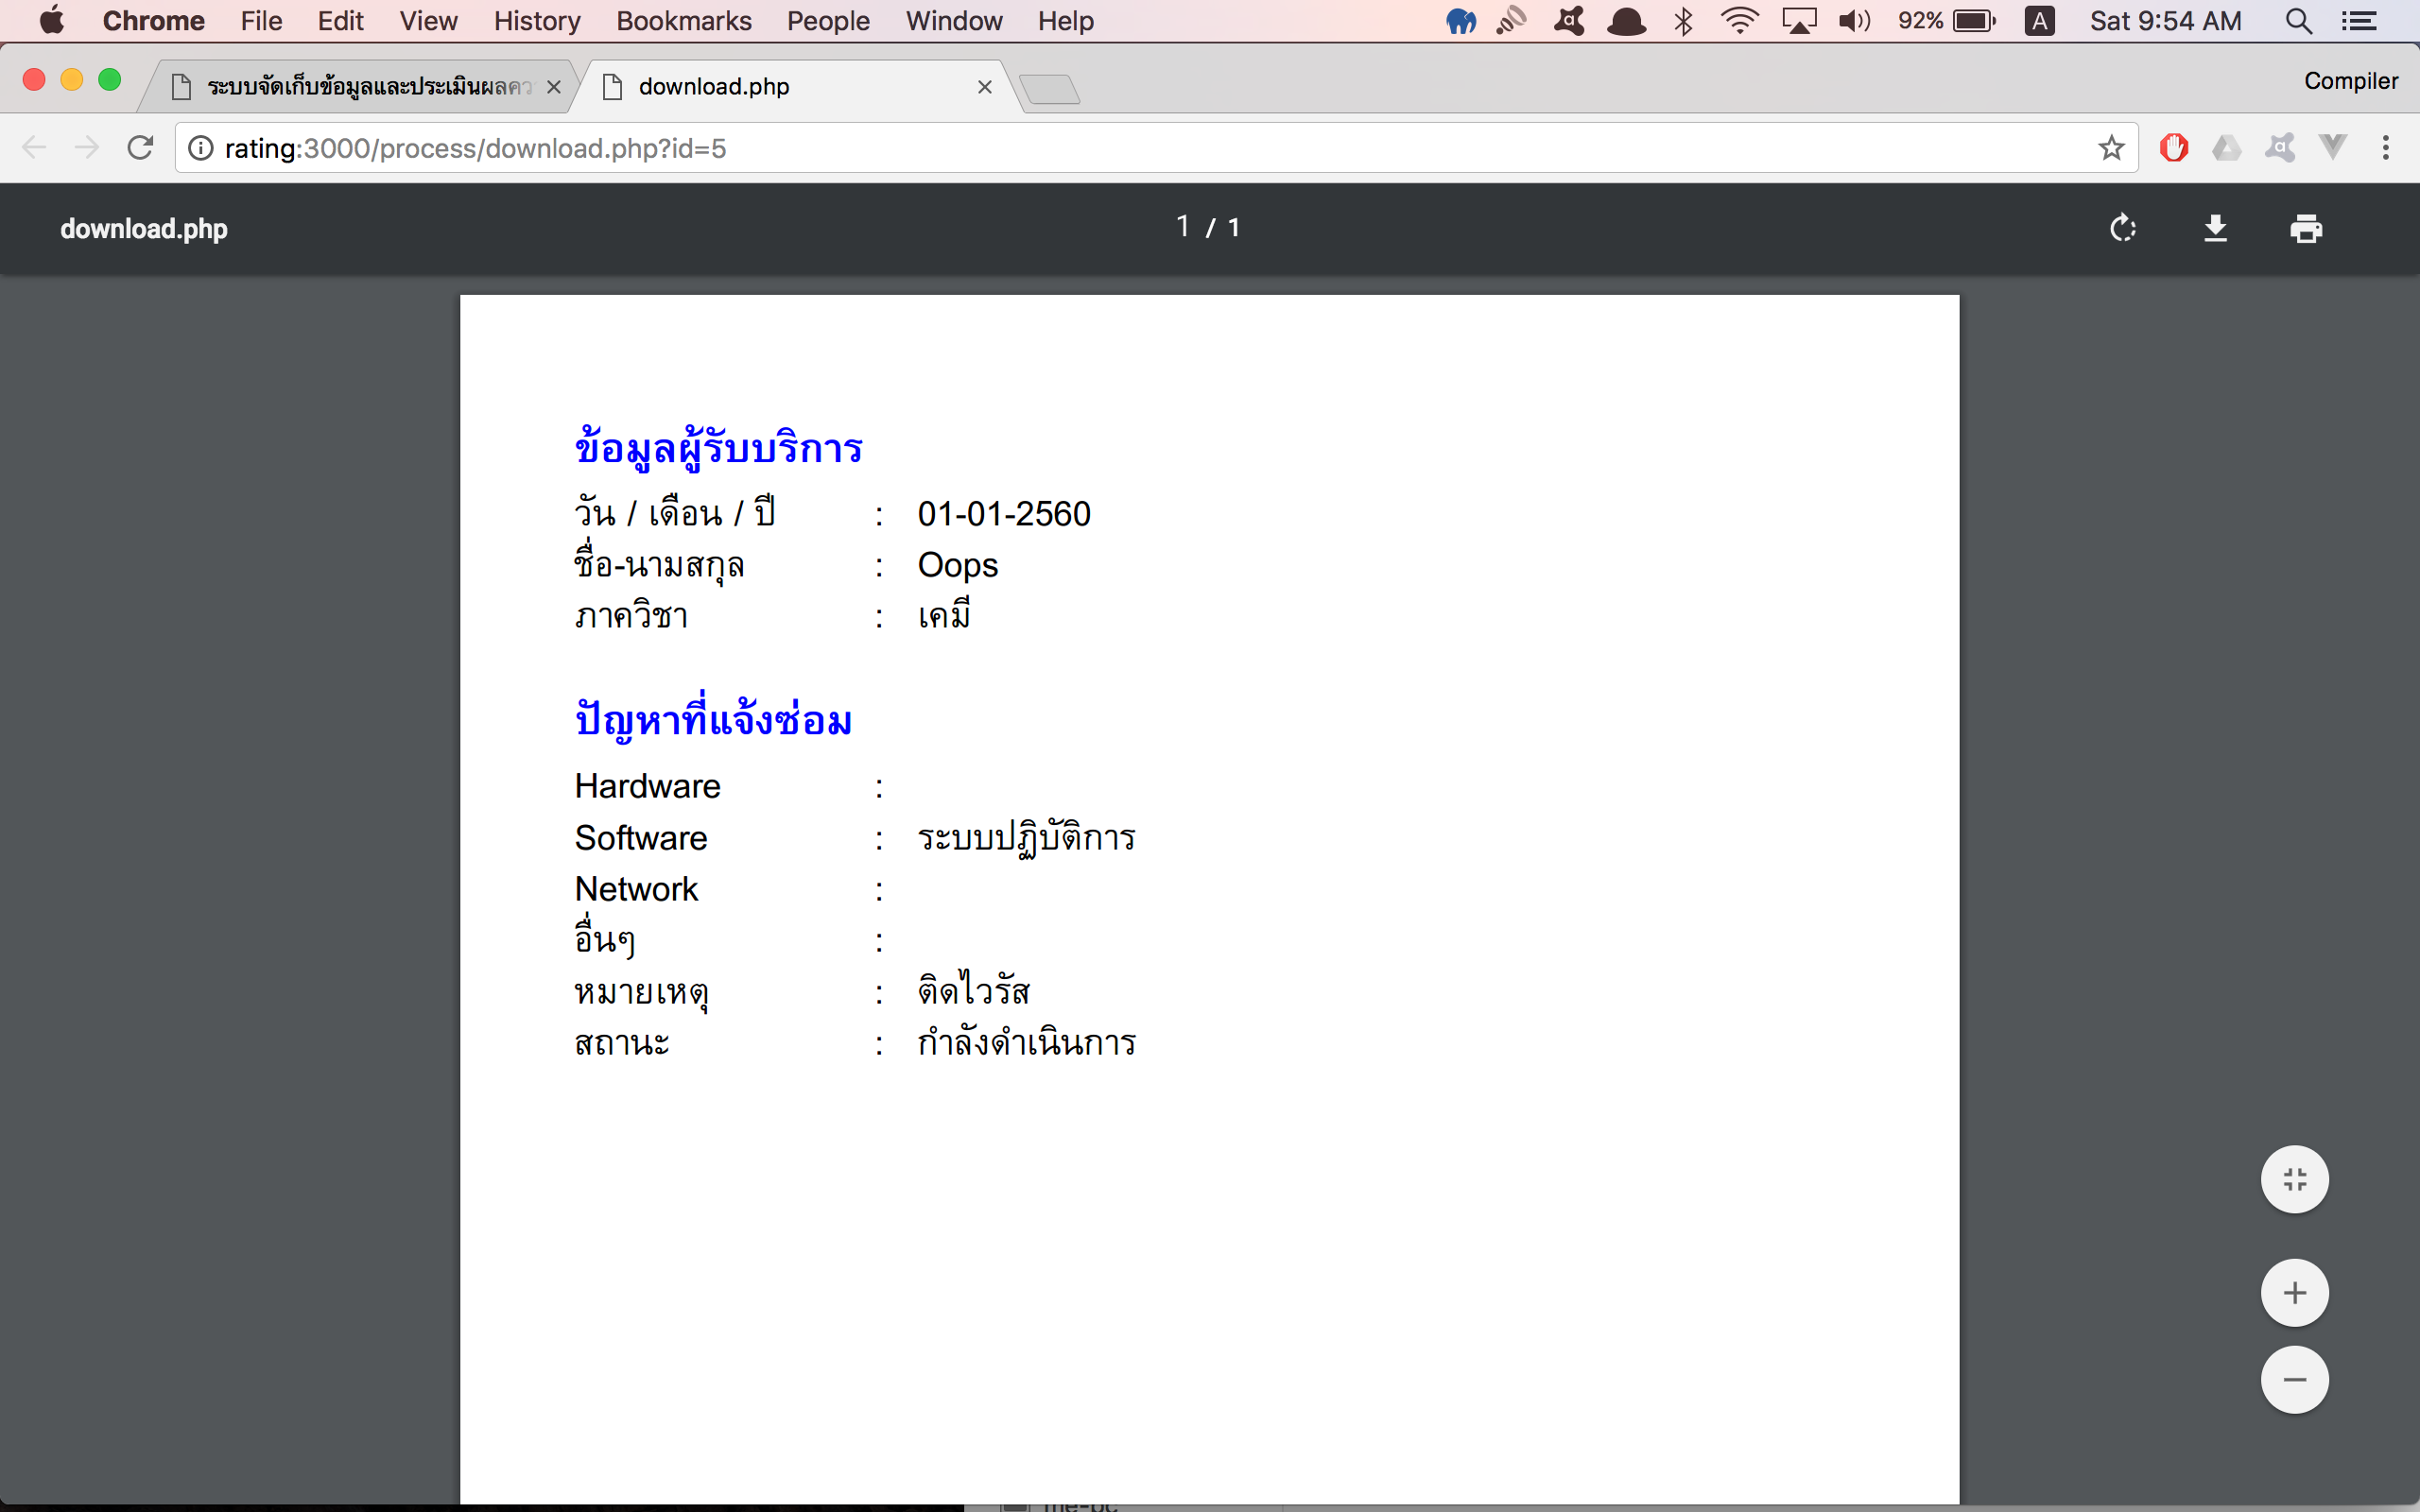 Chrome File Edit View History Bookmarks People Window Help 92% A Sat 9:54 AM
ระบบจัดเก็บข้อมูลและประเมินผลคว download.php Compiler
rating:3000/process/download.php?id=5
download.php 1 / 1
ข้อมูลผู้รับบริการ
วัน / เดือน / ปี : 01-01-2560
ชื่อ-นามสกุล : Oops
ภาควิชา : เคมี
ปัญหาที่แจ้งซ่อม
Hardware :
Software : ระบบปฏิบัติการ
Network :
อื่นๆ :
หมายเหตุ : ติดไวรัส
สถานะ : กำลังดำเนินการ